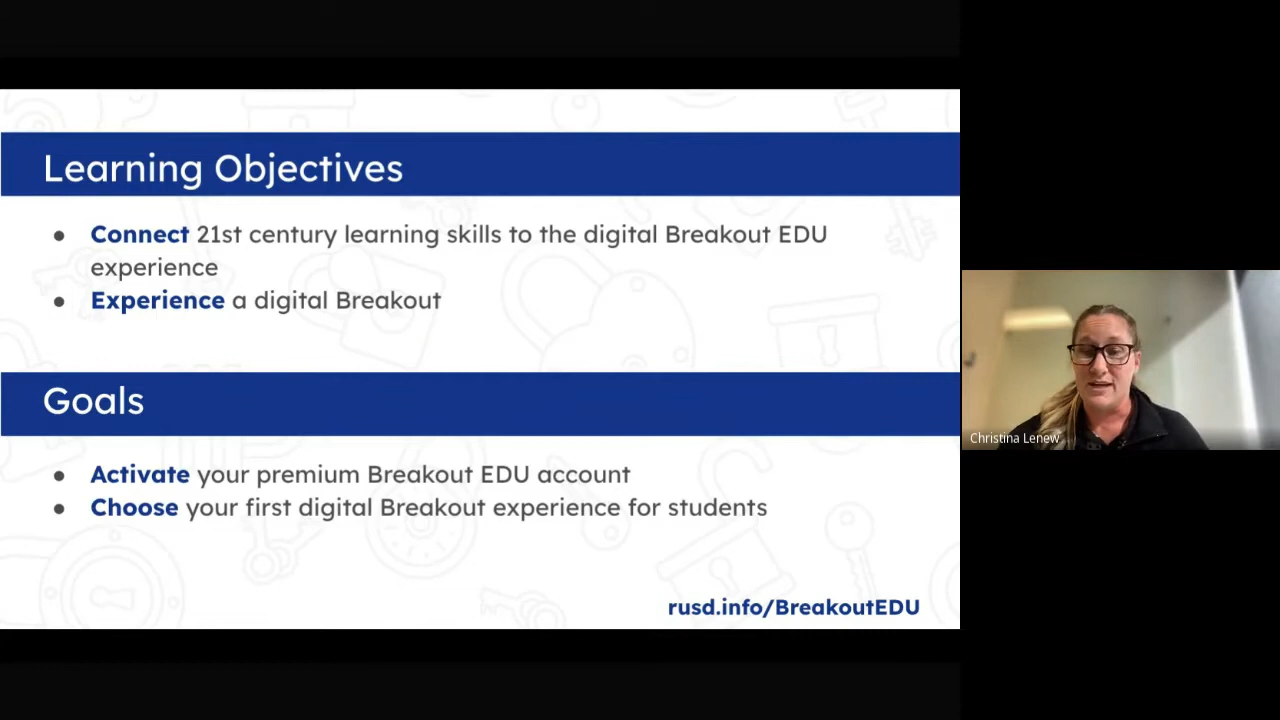 Learning Objectives
● Connect 21st century learning skills to the digital Breakout EDU
experience
● Experience a digital Breakout
Goals
● Activate your premium Breakout EDU account
● Choose your first digital Breakout experience for students
rusd.info/BreakoutEDU
Christina Lenew